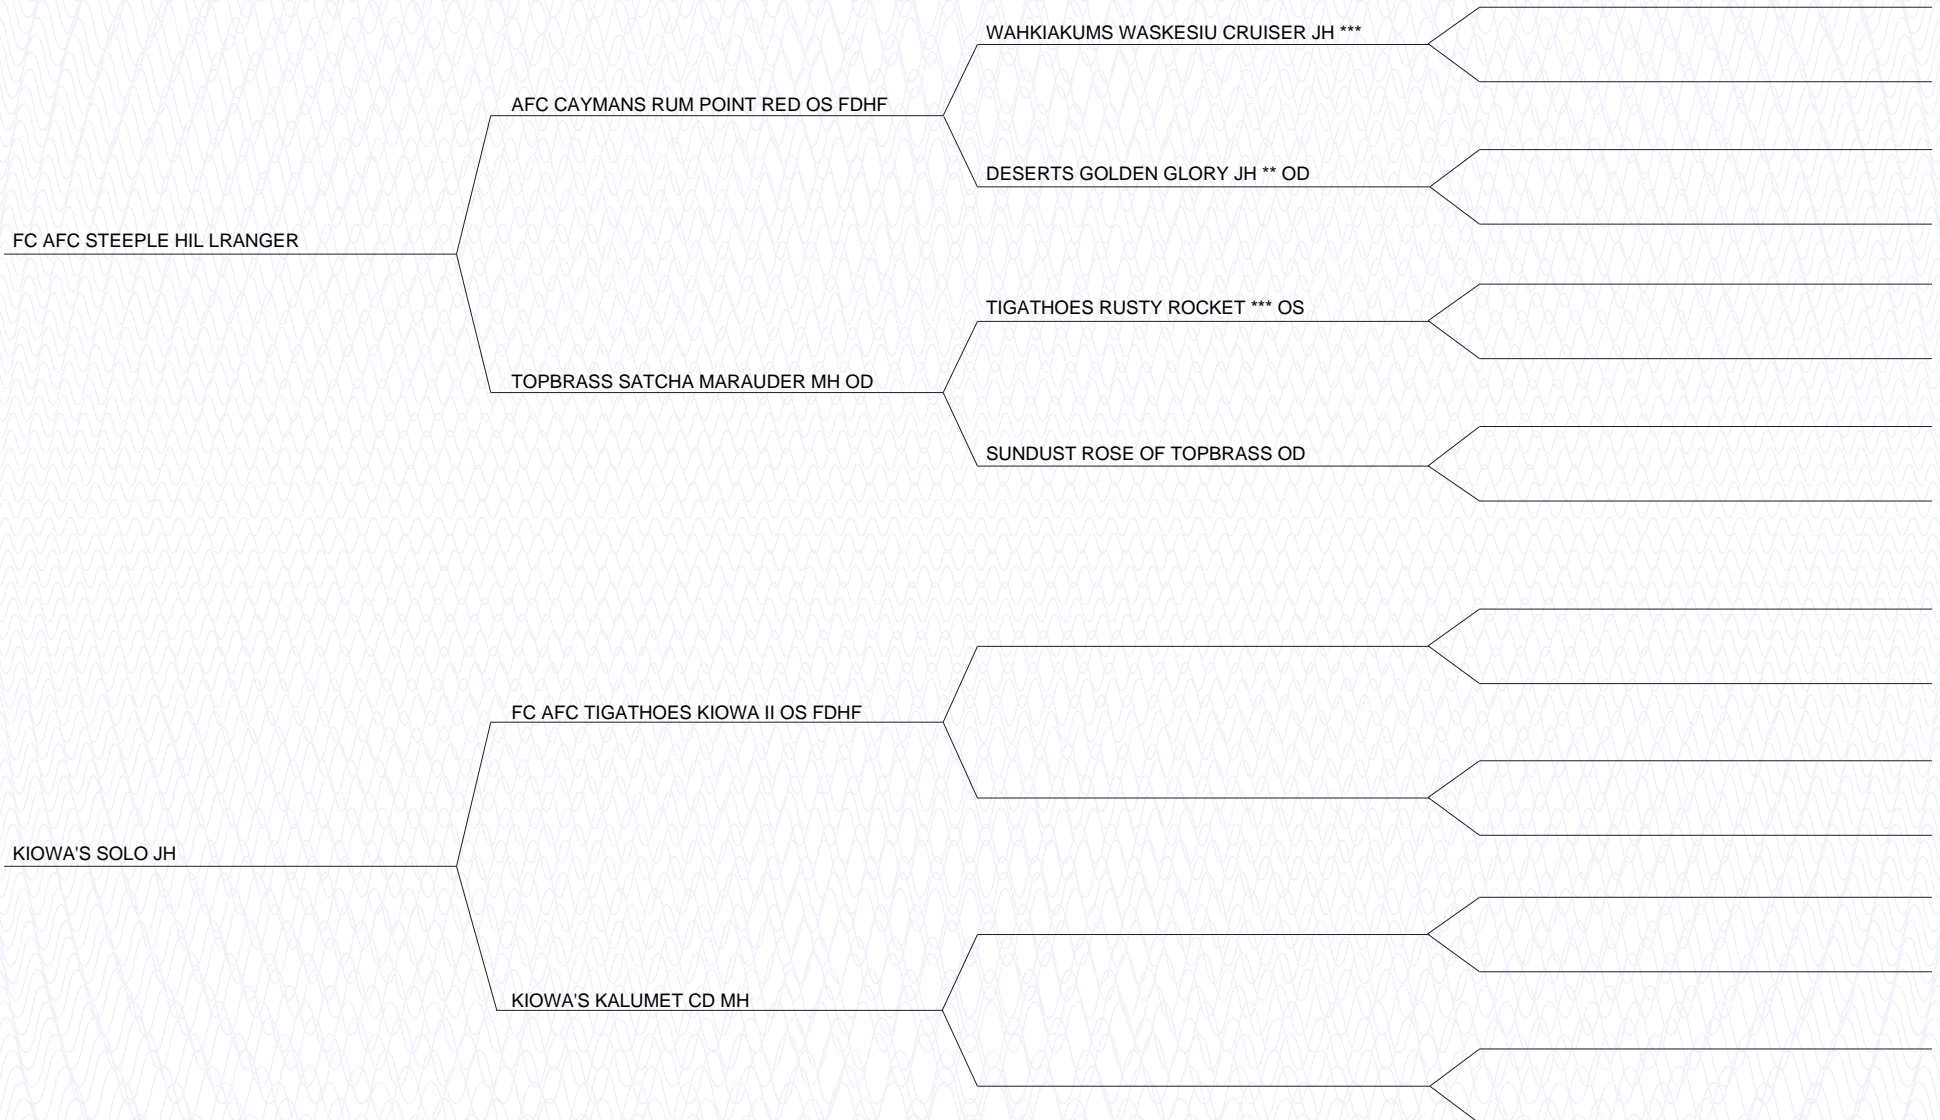 WAHKIAKUMS WASKESIU CRUISER JH ***
AFC CAYMANS RUM POINT RED OS FDHF
DESERTS GOLDEN GLORY JH ** OD
FC AFC STEEPLE HIL LRANGER
TIGATHOES RUSTY ROCKET *** OS
TOPBRASS SATCHA MARAUDER MH OD
SUNDUST ROSE OF TOPBRASS OD
FC AFC TIGATHOES KIOWA II OS FDHF
KIOWA'S SOLO JH
KIOWA'S KALUMET CD MH